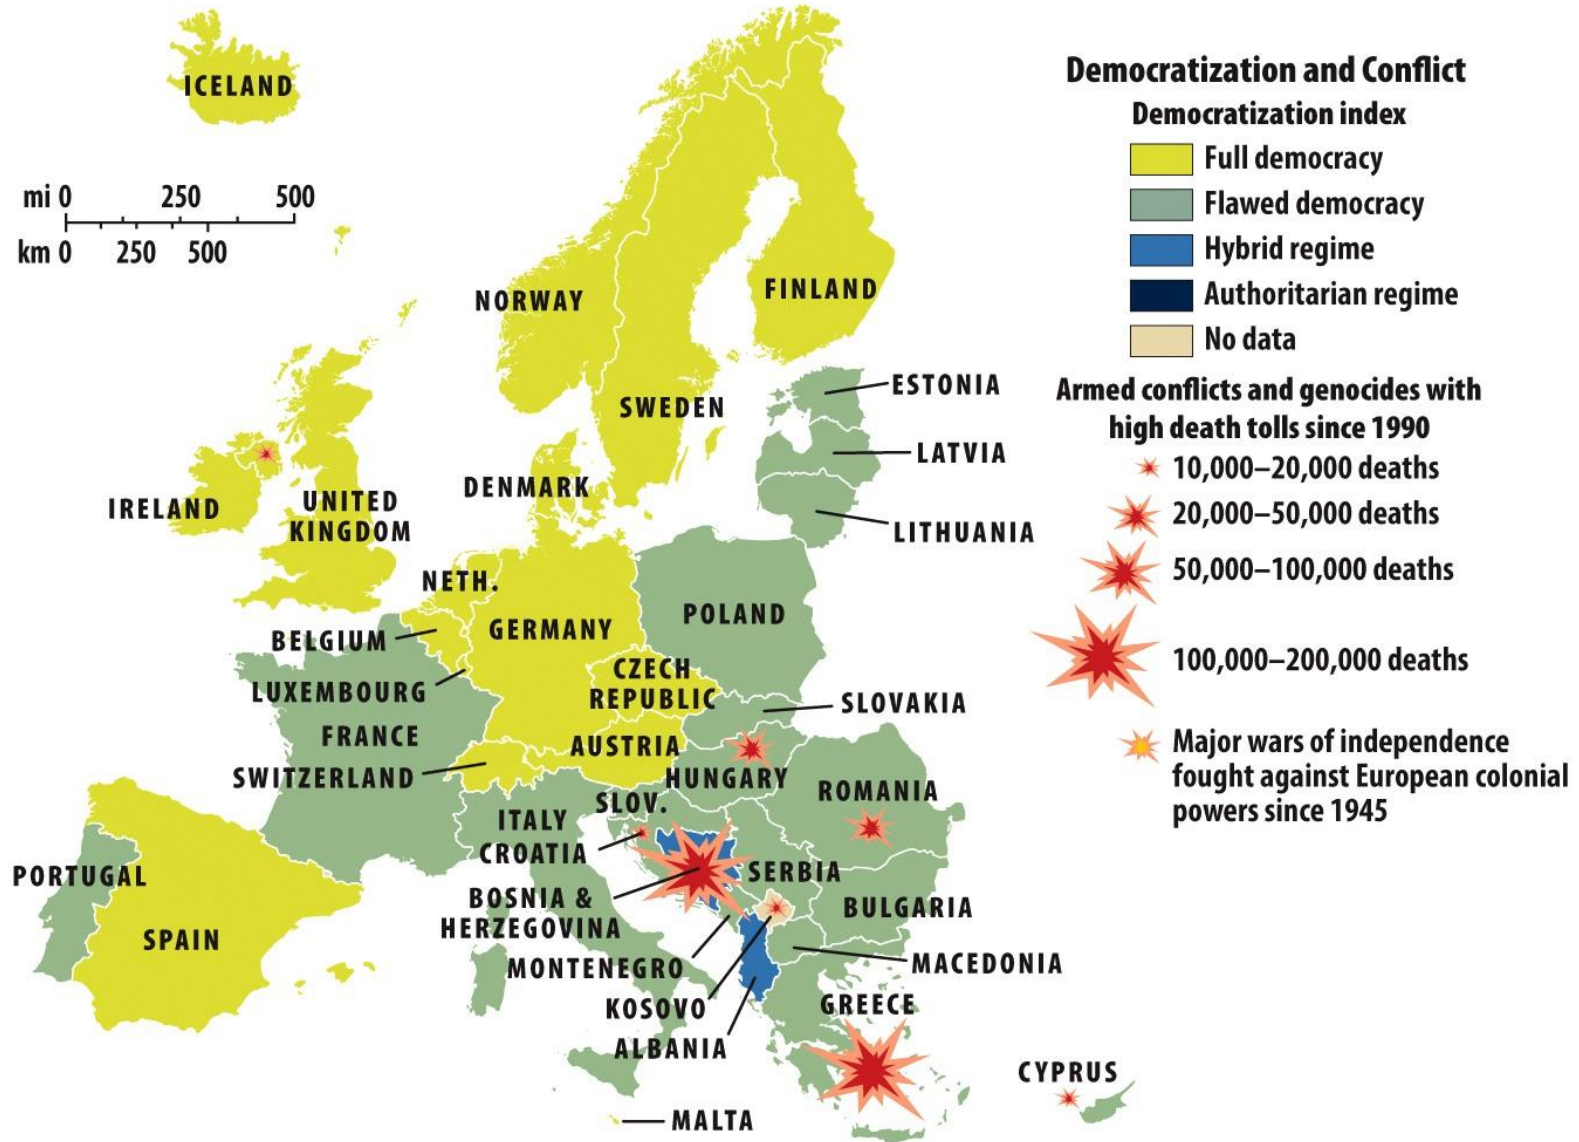 ICELAND
mi 0 250 500
km 0 250 500
NORWAY
FINLAND
SWEDEN
ESTONIA
LATVIA
LITHUANIA
DENMARK
IRELAND
UNITED
KINGDOM
NETH.
BELGIUM
GERMANY
POLAND
LUXEMBOURG
CZECH
REPUBLIC
SLOVAKIA
FRANCE
AUSTRIA
SWITZERLAND
HUNGARY
ROMANIA
SLOV.
ITALY
CROATIA
PORTUGAL
SPAIN
BOSNIA &
HERZEGOVINA
SERBIA
BULGARIA
MONTENEGRO
MACEDONIA
KOSOVO
GREECE
ALBANIA
CYPRUS
MALTA
Democratization and Conflict
Democratization index
Full democracy
Flawed democracy
Hybrid regime
Authoritarian regime
No data
Armed conflicts and genocides with
high death tolls since 1990
10,000–20,000 deaths
20,000–50,000 deaths
50,000–100,000 deaths
100,000–200,000 deaths
Major wars of independence
fought against European colonial
powers since 1945